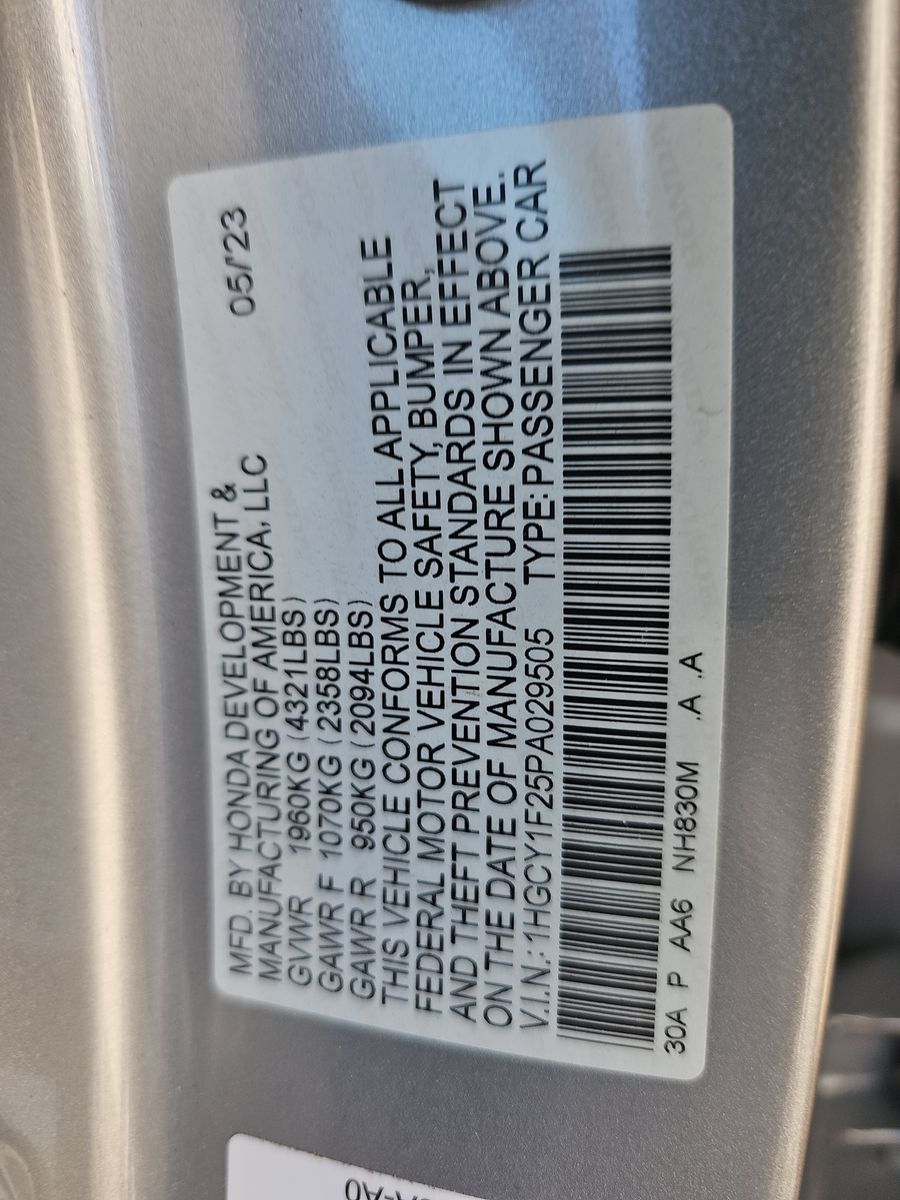 MFD. BY HONDA DEVELOPMENT & 05/'23
MANUFACTURING OF AMERICA, LLC
GVWR 1960KG (4321LBS)
GAWR F 1070KG (2358LBS)
GAWR R 950KG (2094LBS)
THIS VEHICLE CONFORMS TO ALL APPLICABLE
FEDERAL MOTOR VEHICLE SAFETY, BUMPER,
AND THEFT PREVENTION STANDARDS IN EFFECT
ON THE DATE OF MANUFACTURE SHOWN ABOVE.
V.I.N.: 1HGCY1F25PA029505 TYPE: PASSENGER CAR
30A P AA6 NH830M .A .A